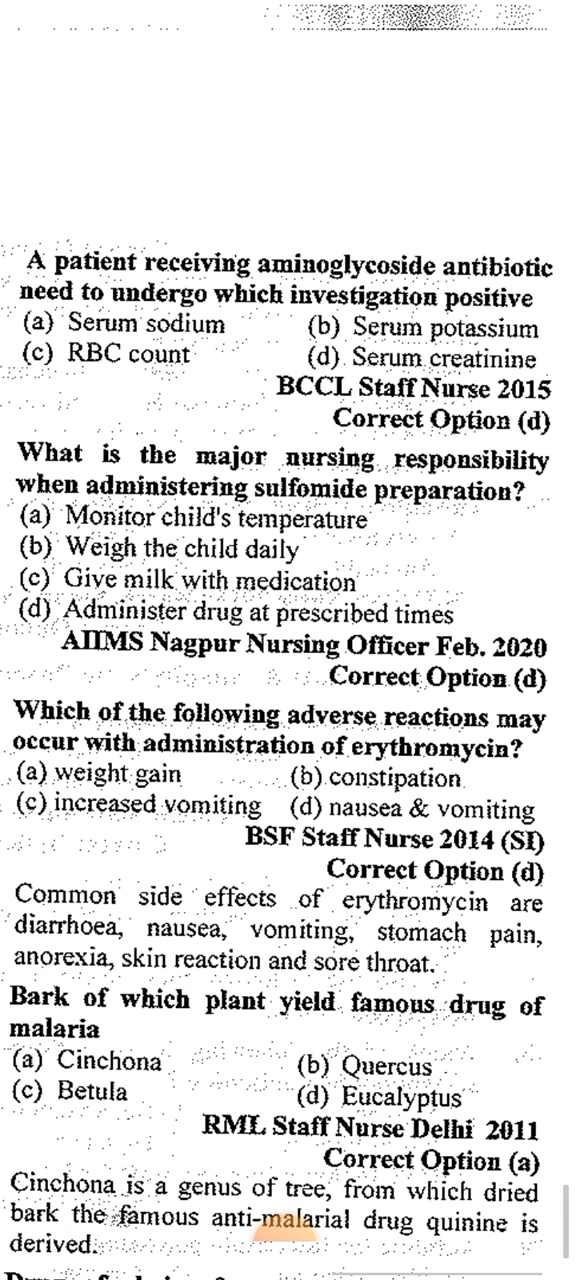 A patient receiving aminoglycoside antibiotic
need to undergo which investigation positive
(a) Serum sodium (b) Serum potassium
(c) RBC count (d) Serum creatinine
BCCL Staff Nurse 2015
Correct Option (d)
What is the major nursing responsibility
when administering sulfomide preparation?
(a) Monitor child's temperature
(b) Weigh the child daily
(c) Give milk with medication
(d) Administer drug at prescribed times
AIIMS Nagpur Nursing Officer Feb. 2020
Correct Option (d)
Which of the following adverse reactions may
occur with administration of erythromycin?
(a) weight gain (b) constipation
(c) increased vomiting (d) nausea & vomiting
BSF Staff Nurse 2014 (SI)
Correct Option (d)
Common side effects of erythromycin are
diarrhoea, nausea, vomiting, stomach pain,
anorexia, skin reaction and sore throat.
Bark of which plant yield famous drug of
malaria
(a) Cinchona (b) Quercus
(c) Betula (d) Eucalyptus
RML Staff Nurse Delhi 2011
Correct Option (a)
Cinchona is a genus of tree, from which dried
bark the famous anti-malarial drug quinine is
derived.